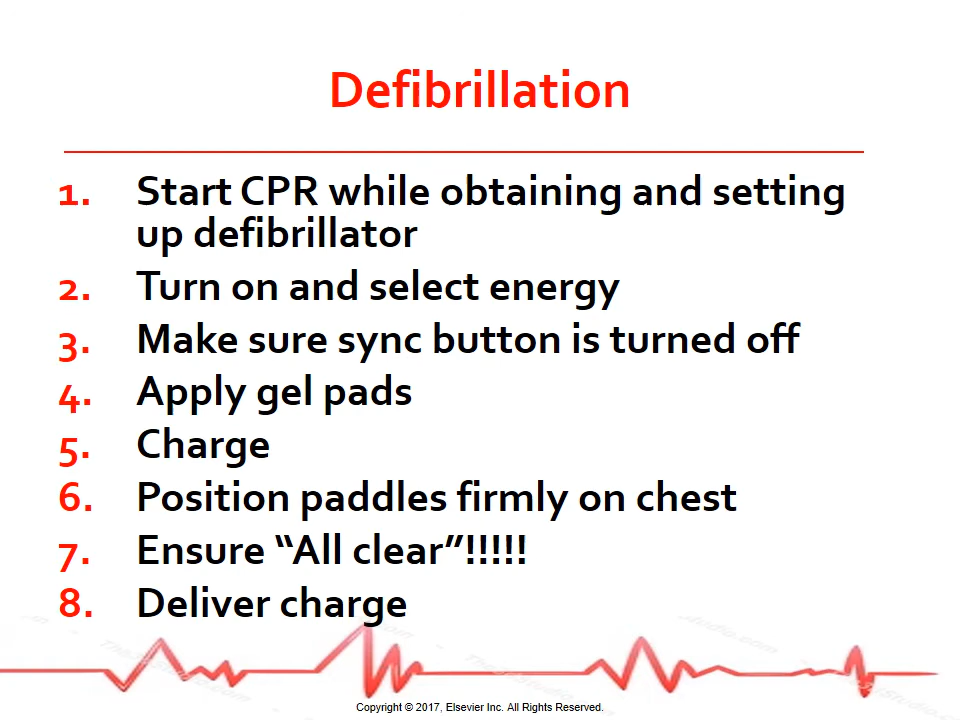 Defibrillation
1. Start CPR while obtaining and setting
up defibrillator
2. Turn on and select energy
3. Make sure sync button is turned off
4. Apply gel pads
5. Charge
6. Position paddles firmly on chest
7. Ensure “All clear”!!!!!
8. Deliver charge
Copyright © 2017, Elsevier Inc. All Rights Reserved.